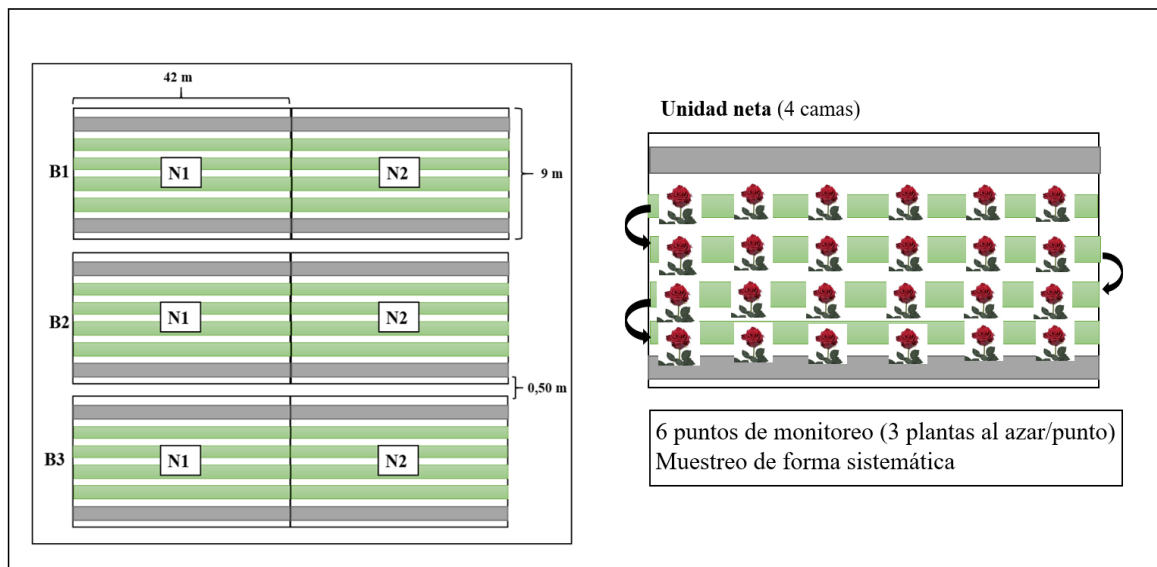 42 m
B1
N1
N2
9 m
B2
N1
N2
0,50 m
B3
N1
N2
Unidad neta (4 camas)
6 puntos de monitoreo (3 plantas al azar/punto)
Muestreo de forma sistemática